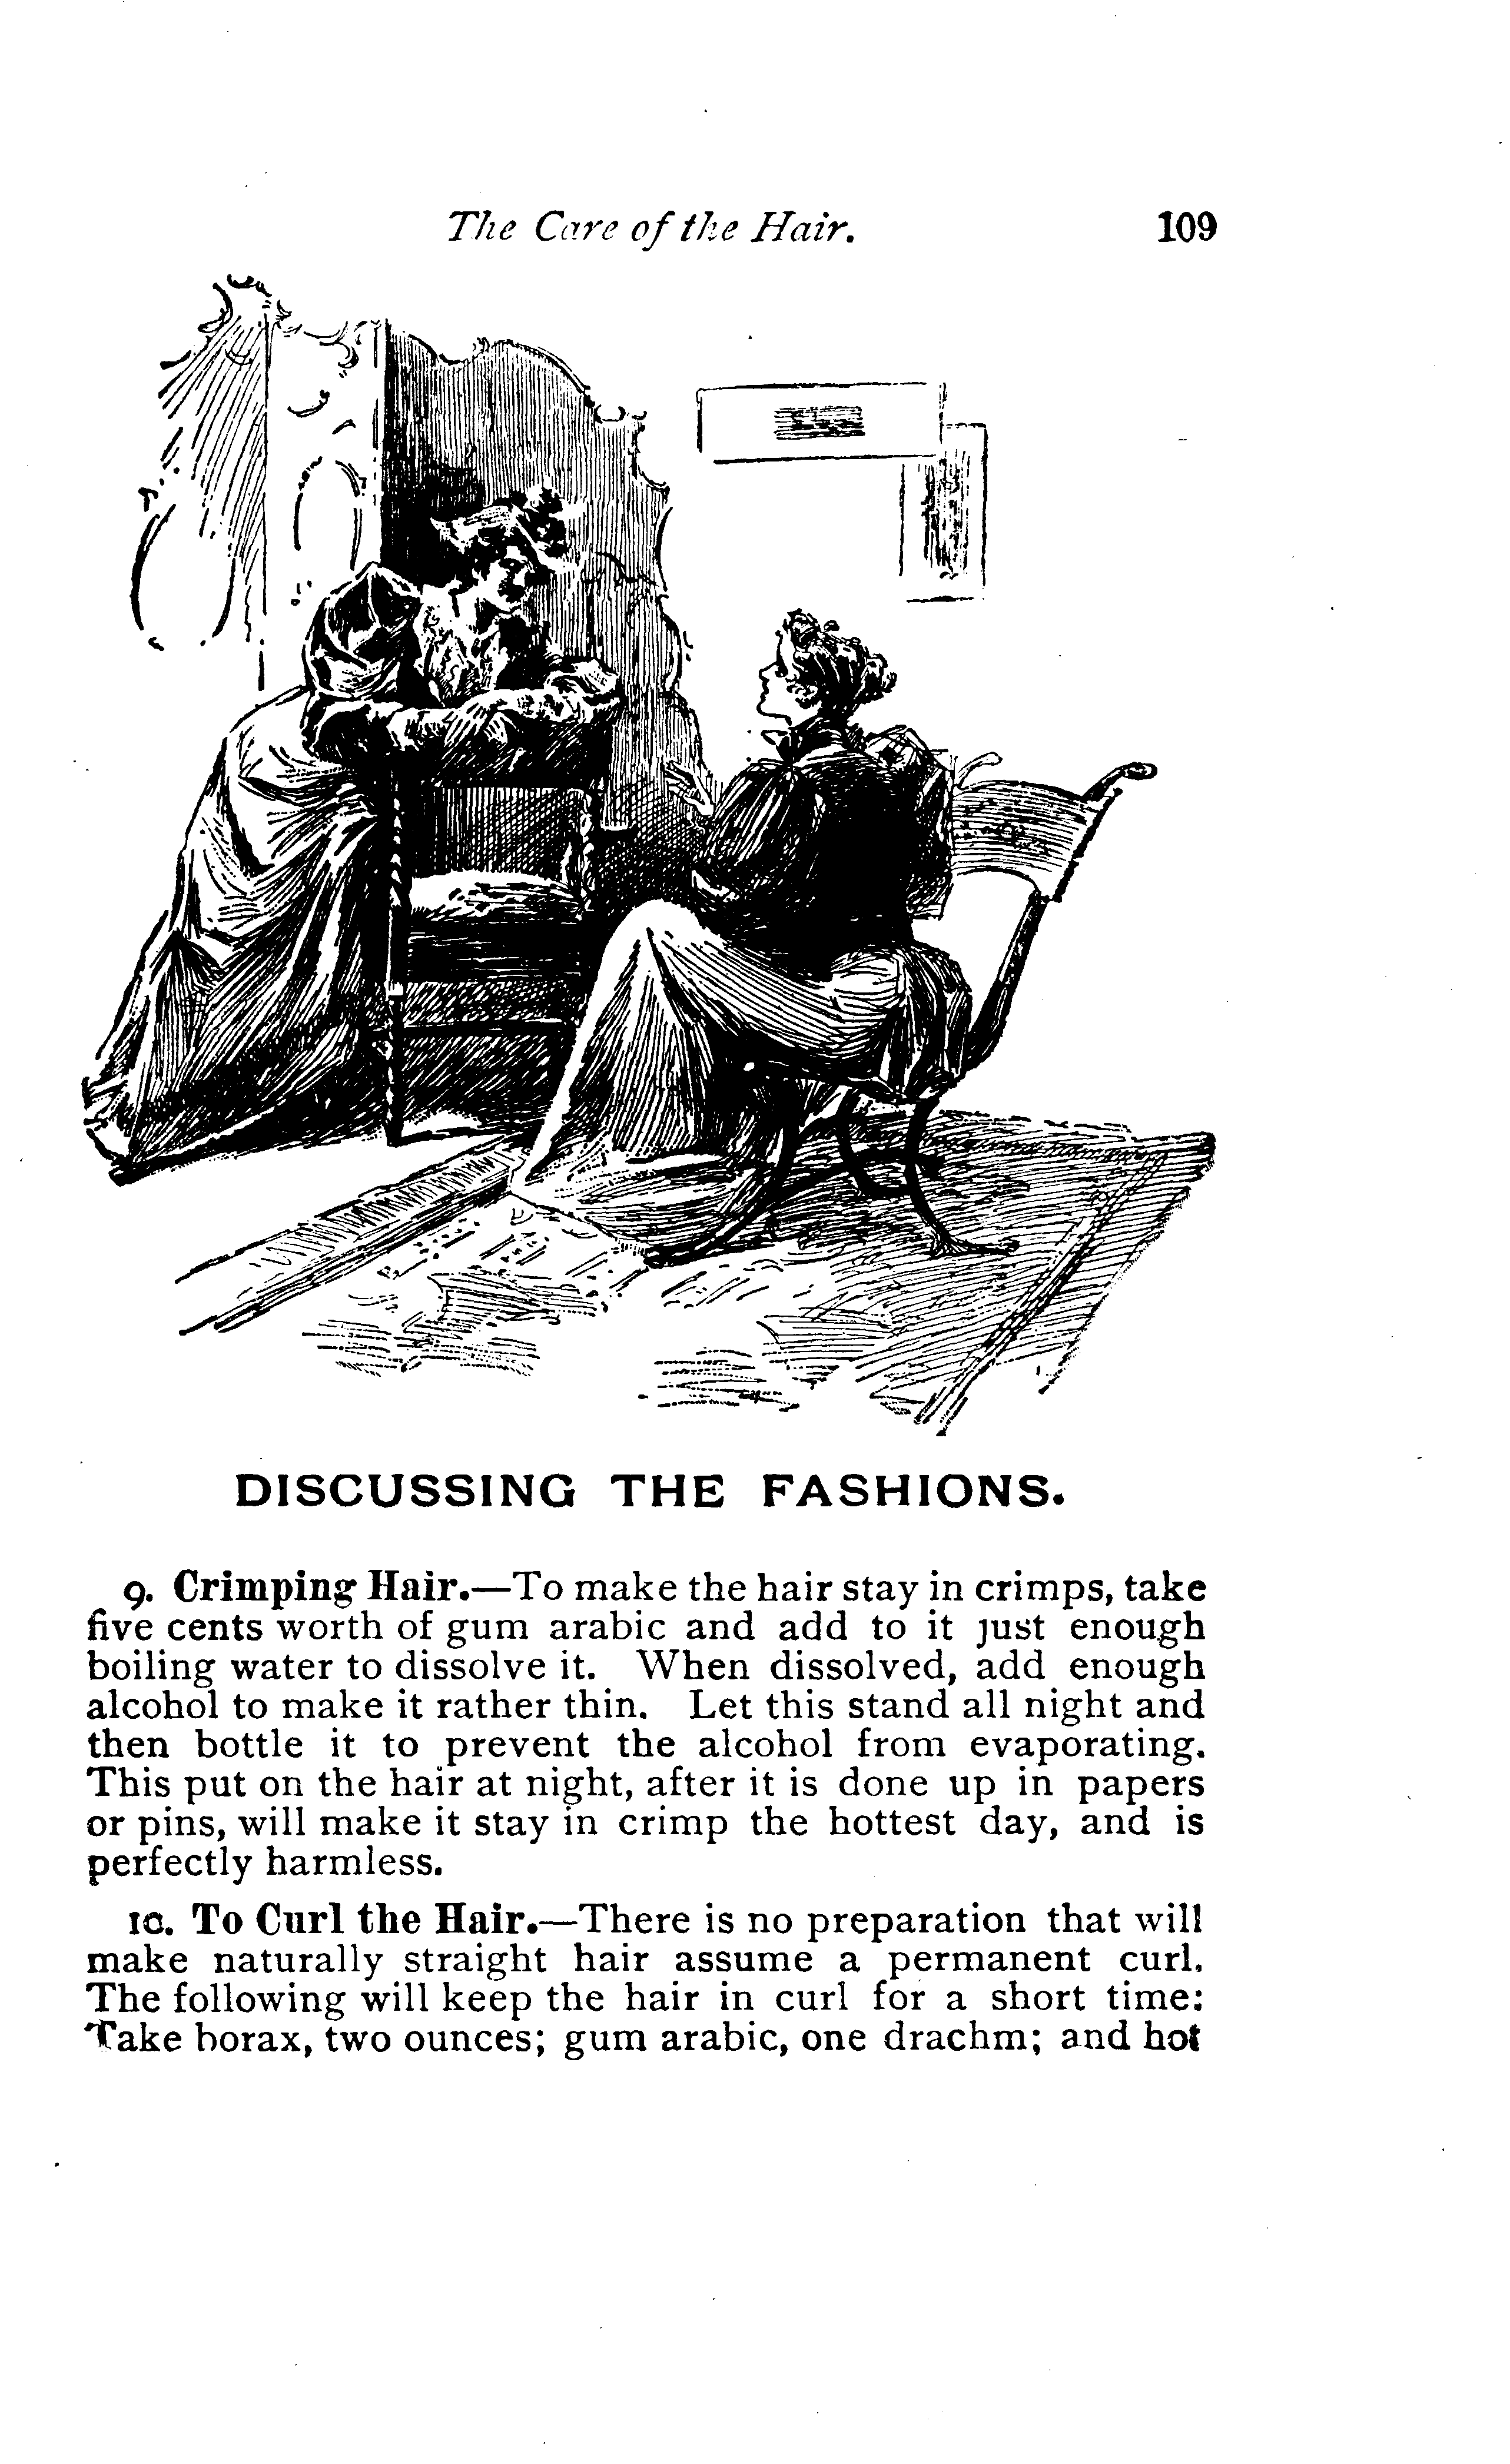 The Care of the Hair. 109
DISCUSSING THE FASHIONS.
9. Crimping Hair.—To make the hair stay in crimps, take
five cents worth of gum arabic and add to it just enough
boiling water to dissolve it. When dissolved, add enough
alcohol to make it rather thin. Let this stand all night and
then bottle it to prevent the alcohol from evaporating.
This put on the hair at night, after it is done up in papers
or pins, will make it stay in crimp the hottest day, and is
perfectly harmless.
10. To Curl the Hair.—There is no preparation that will
make naturally straight hair assume a permanent curl.
The following will keep the hair in curl for a short time:
Take borax, two ounces; gum arabic, one drachm; and hot